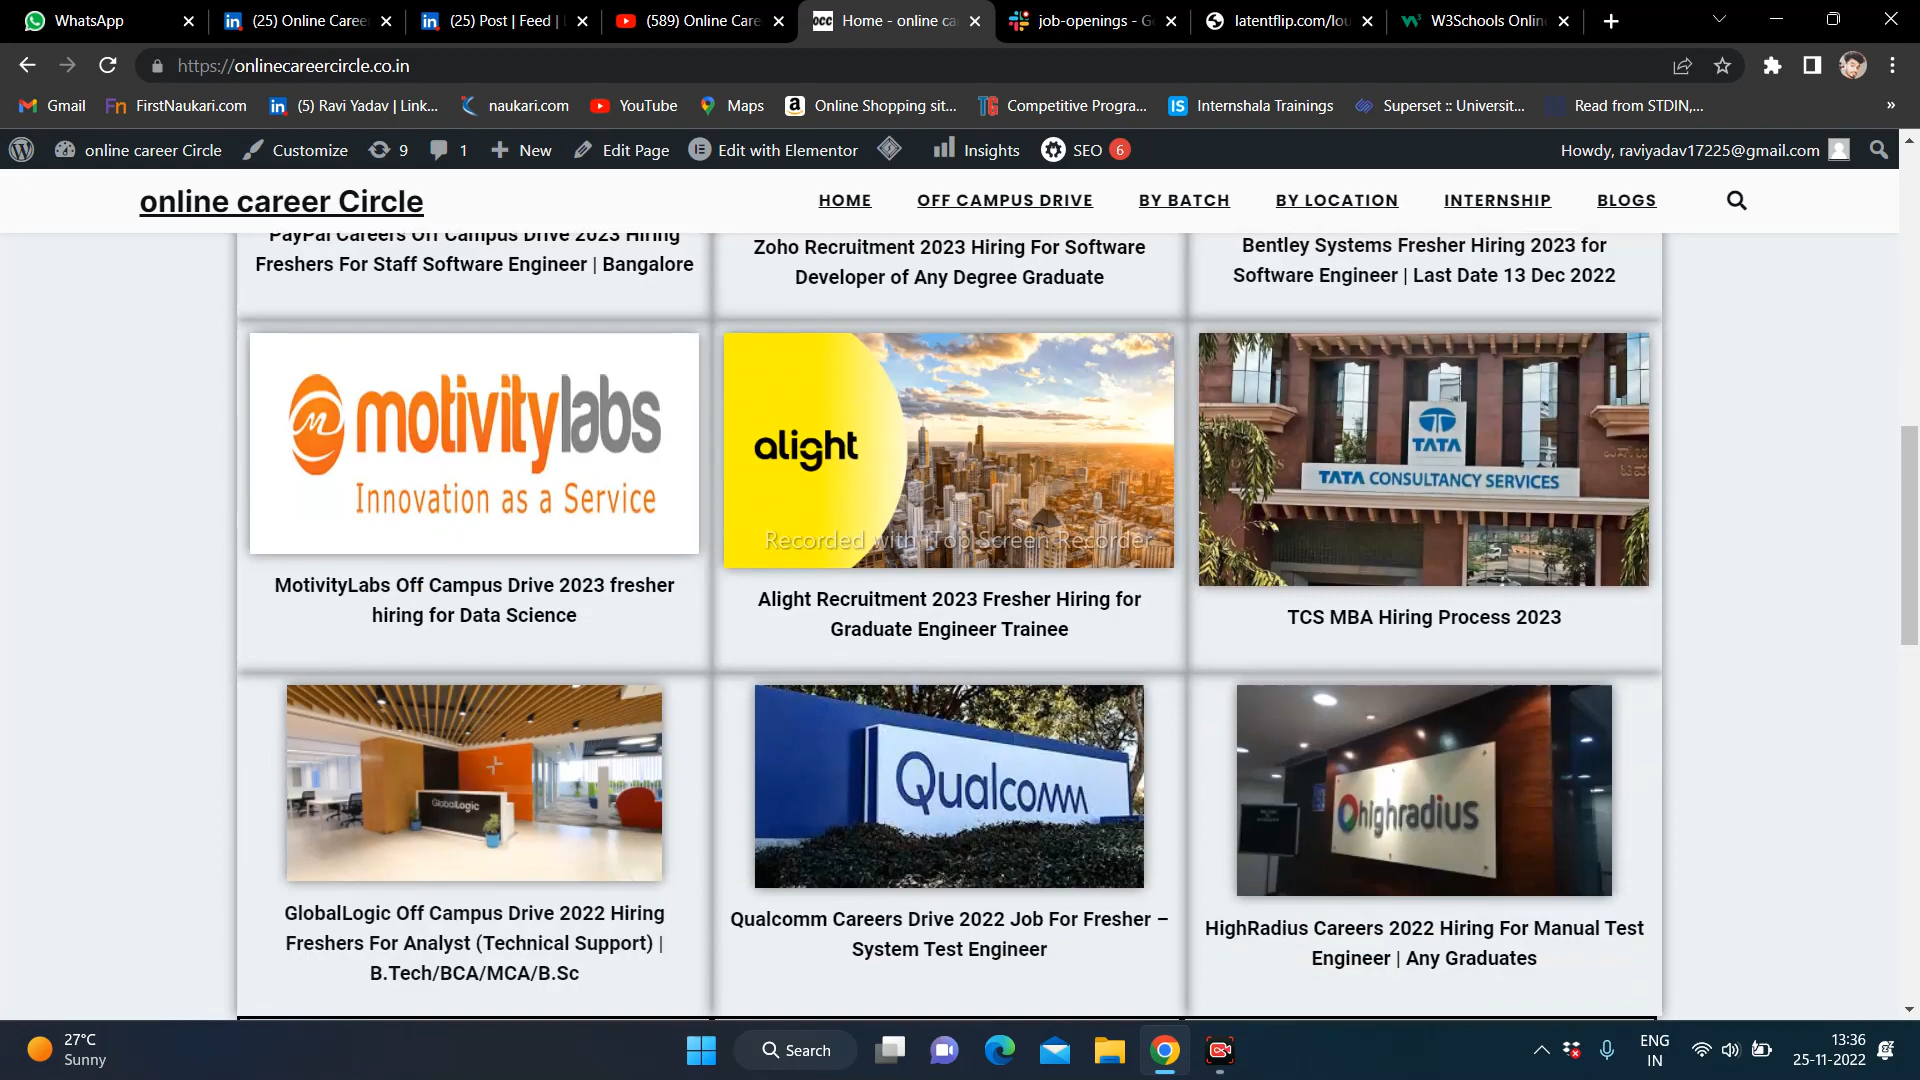 WhatsApp
(25) Online Caree
(25) Post | Feed |
(589) Online Care
Home - online ca
job-openings - G
latentflip.com/lou
W3Schools Onlin
https://onlinecareercircle.co.in
Gmail
FirstNaukari.com
(5) Ravi Yadav | Link...
naukari.com
YouTube
Maps
Online Shopping sit...
Competitive Progra...
Internshala Trainings
Superset :: Universit...
Read from STDIN,...
online career Circle
Customize
9
1
New
Edit Page
Edit with Elementor
Insights
SEO 6
Howdy, raviyadav17225@gmail.com
online career Circle
HOME
OFF CAMPUS DRIVE
BY BATCH
BY LOCATION
INTERNSHIP
BLOGS
PayPal Careers Off Campus Drive 2023 Hiring
Freshers For Staff Software Engineer | Bangalore
Zoho Recruitment 2023 Hiring For Software
Developer of Any Degree Graduate
Bentley Systems Fresher Hiring 2023 for
Software Engineer | Last Date 13 Dec 2022
motivitylabs
Innovation as a Service
alight
Recorded with iTop Screen Recorder
TATA
TATA CONSULTANCY SERVICES
MotivityLabs Off Campus Drive 2023 fresher
hiring for Data Science
Alight Recruitment 2023 Fresher Hiring for
Graduate Engineer Trainee
TCS MBA Hiring Process 2023
GlobalLogic
Qualcomm
highradius
GlobalLogic Off Campus Drive 2022 Hiring
Freshers For Analyst (Technical Support) |
B.Tech/BCA/MCA/B.Sc
Qualcomm Careers Drive 2022 Job For Fresher –
System Test Engineer
HighRadius Careers 2022 Hiring For Manual Test
Engineer | Any Graduates
27°C
Sunny
Search
ENG
IN
13:36
25-11-2022